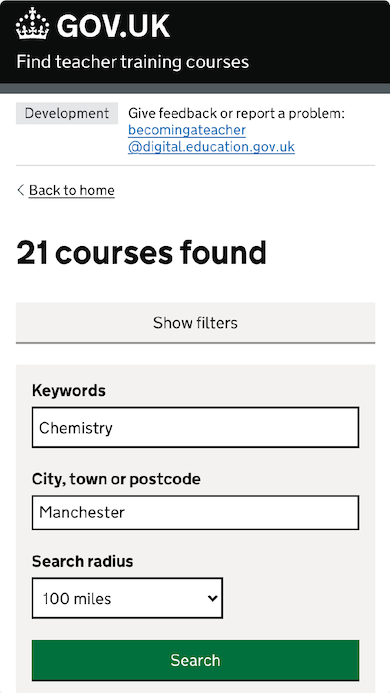 GOV.UK
Find teacher training courses
Development
Give feedback or report a problem:
becomingateacher
@digital.education.gov.uk
Back to home
21 courses found
Show filters
Keywords
Chemistry
City, town or postcode
Manchester
Search radius
100 miles
Search